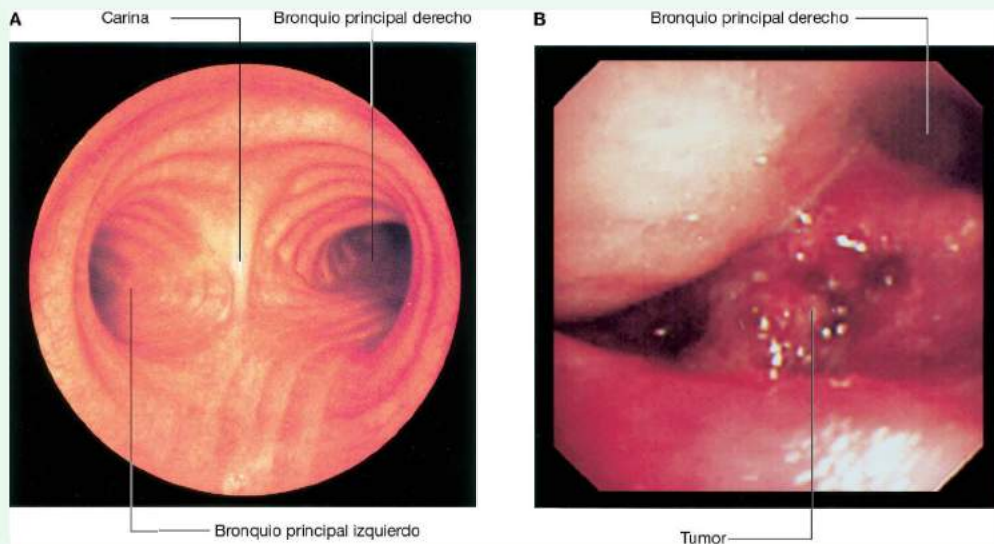 A
Carina
Bronquio principal derecho
Bronquio principal izquierdo
B
Bronquio principal derecho
Tumor